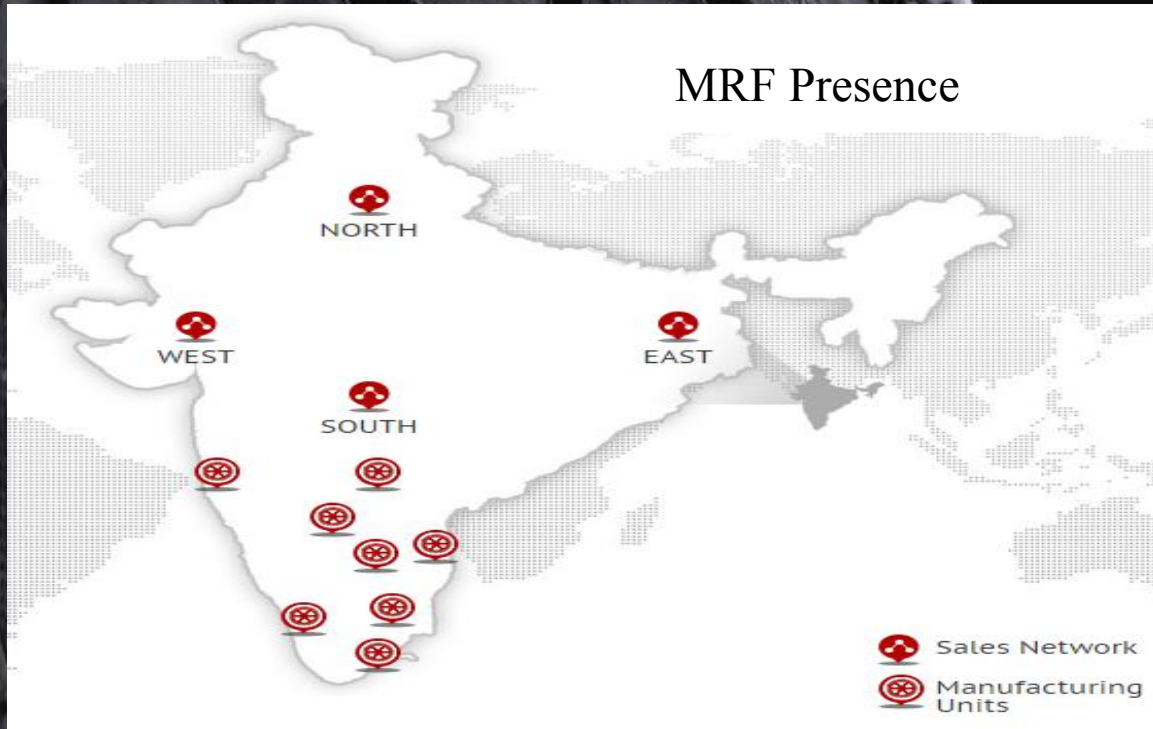 MRF Presence
NORTH
WEST
EAST
SOUTH
Sales Network
Manufacturing
Units